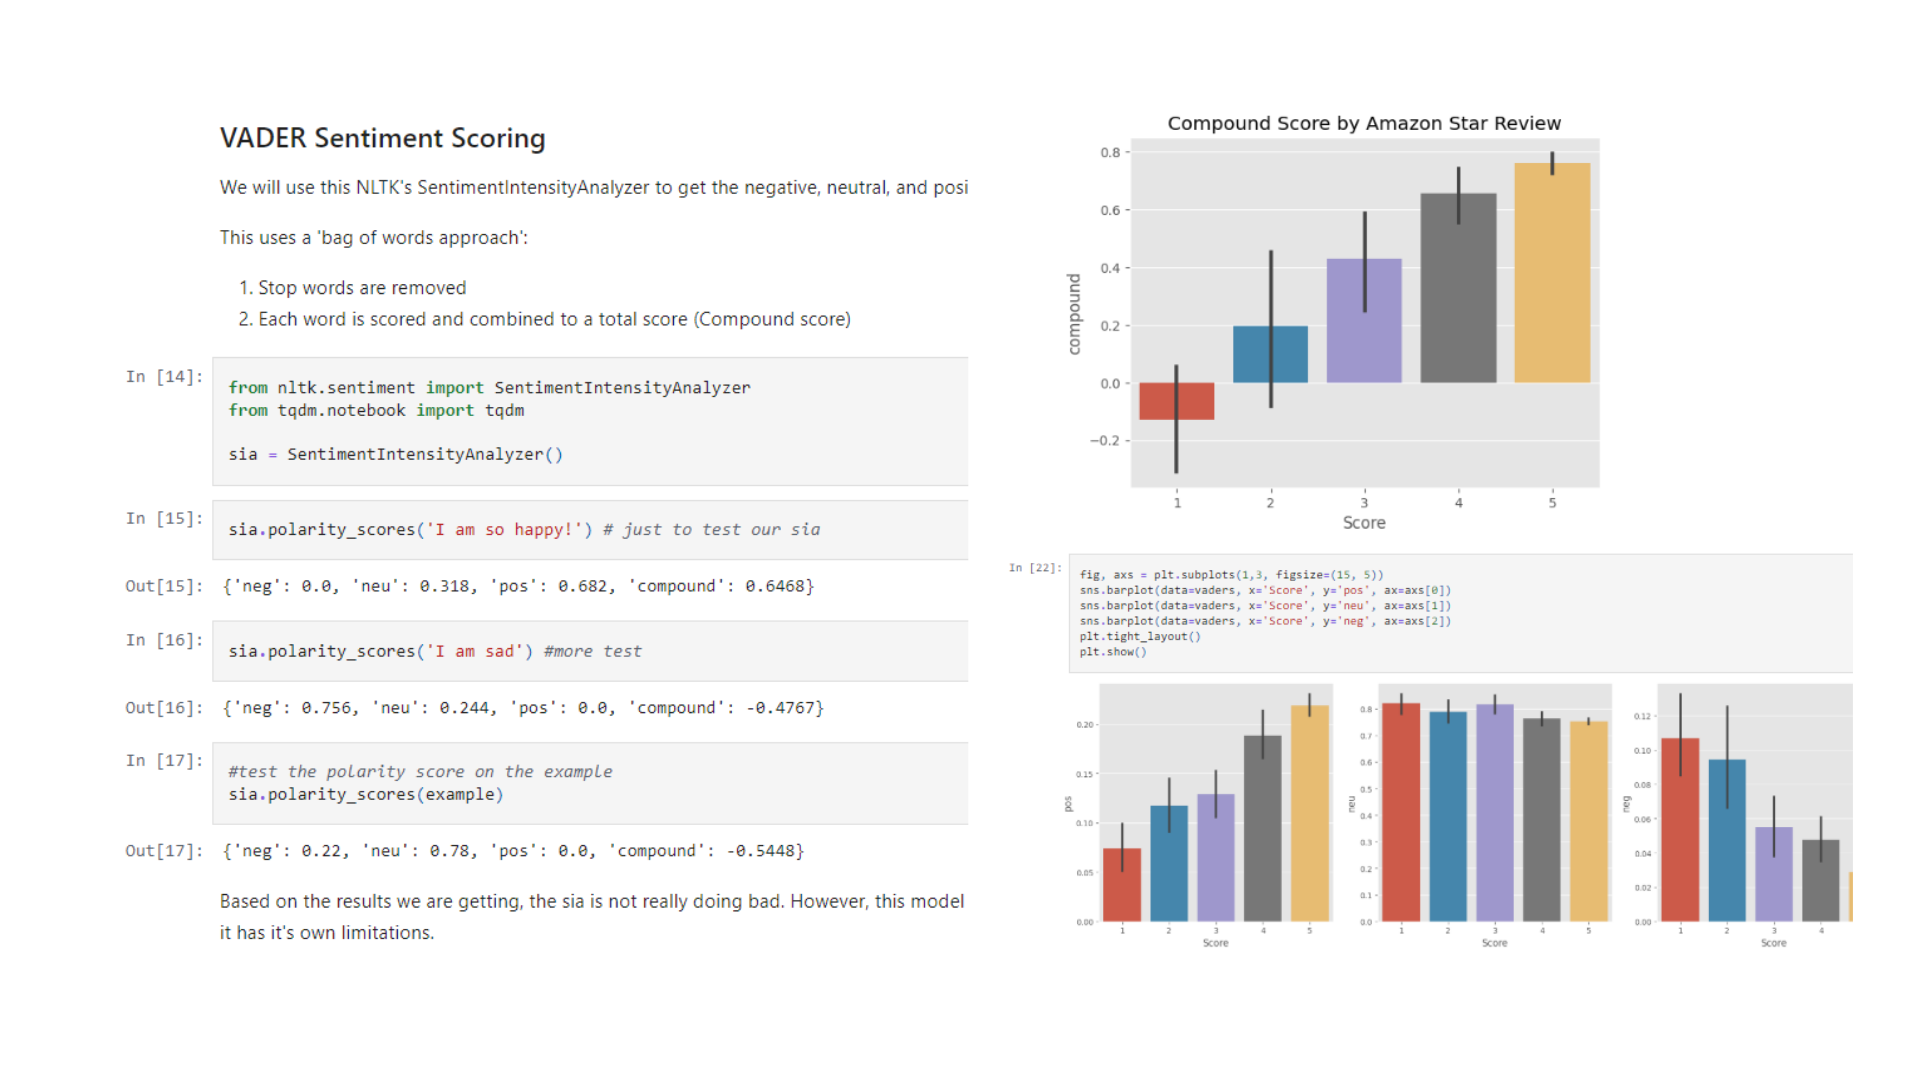 VADER Sentiment Scoring
We will use this NLTK's SentimentIntensityAnalyzer to get the negative, neutral, and posi
This uses a 'bag of words approach':
1. Stop words are removed
2. Each word is scored and combined to a total score (Compound score)
In [14]:
from nltk.sentiment import SentimentIntensityAnalyzer
from tqdm.notebook import tqdm
sia = SentimentIntensityAnalyzer()
In [15]:
sia.polarity_scores('I am so happy!') # just to test our sia
Out[15]: {'neg': 0.0, 'neu': 0.318, 'pos': 0.682, 'compound': 0.6468}
In [16]:
sia.polarity_scores('I am sad') #more test
Out[16]: {'neg': 0.756, 'neu': 0.244, 'pos': 0.0, 'compound': -0.4767}
In [17]:
#test the polarity score on the example
sia.polarity_scores(example)
Out[17]: {'neg': 0.22, 'neu': 0.78, 'pos': 0.0, 'compound': -0.5448}
Based on the results we are getting, the sia is not really doing bad. However, this model
it has it's own limitations.
Compound Score by Amazon Star Review
0.8
0.6
0.4
0.2
0.0
−0.2
compound
1 2 3 4 5
Score
In [22]:
fig, axs = plt.subplots(1,3, figsize=(15, 5))
sns.barplot(data=vaders, x='Score', y='pos', ax=axs[0])
sns.barplot(data=vaders, x='Score', y='neu', ax=axs[1])
sns.barplot(data=vaders, x='Score', y='neg', ax=axs[2])
plt.tight_layout()
plt.show()
0.20
0.15
0.10
0.05
0.00
pos
1 2 3 4 5
Score
0.8
0.7
0.6
0.5
0.4
0.3
0.2
0.1
0.0
neu
1 2 3 4 5
Score
0.12
0.10
0.08
0.06
0.04
0.02
0.00
neg
1 2 3 4
Score